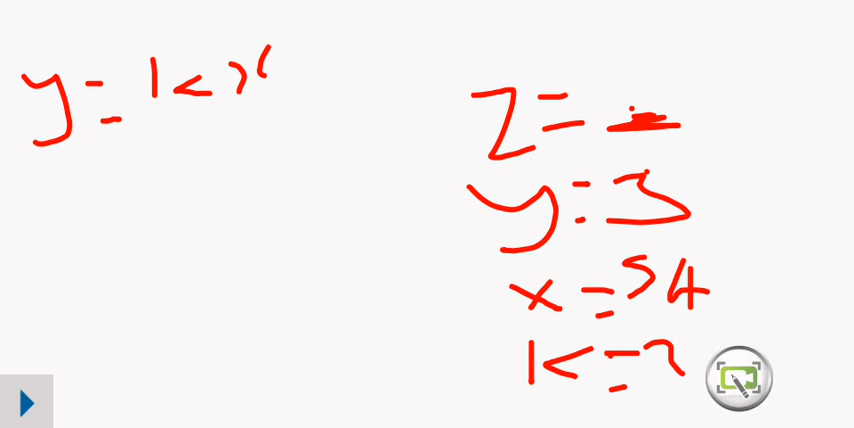 y = kx
z = -
y = 3
x = 54
k = ?